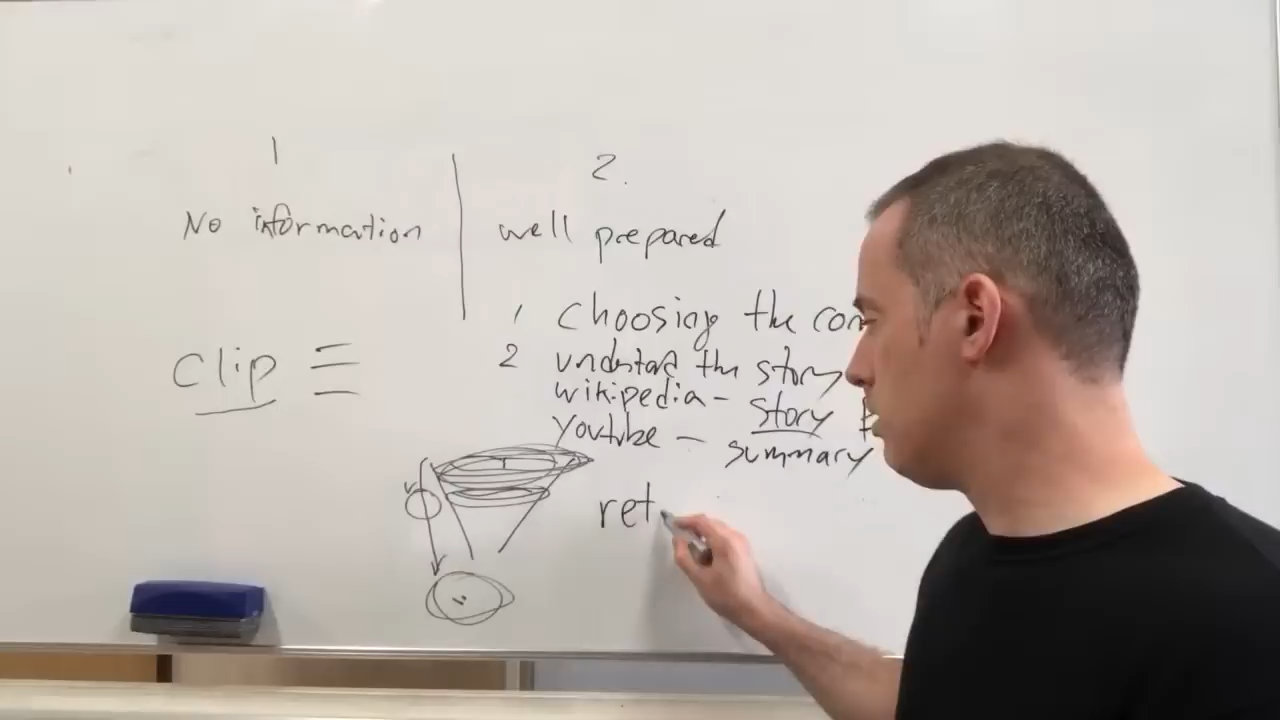 1
No information
clip
2.
well prepared
1 choosing the con
2 understand the story
wikipedia - story
youtube - summary
ret